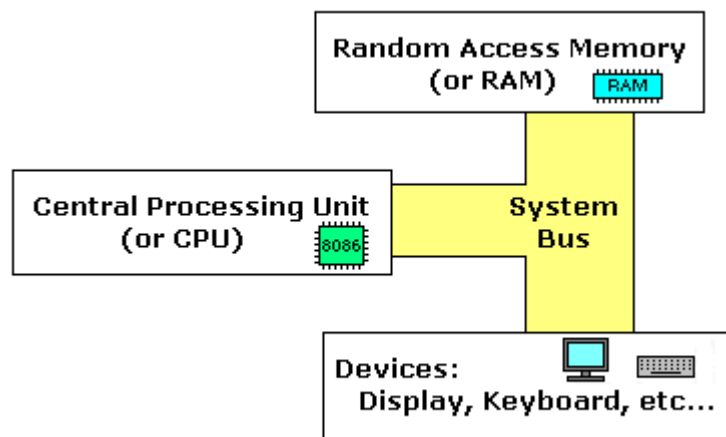 Random Access Memory
(or RAM)
RAM
Central Processing Unit
(or CPU)
8086
System
Bus
Devices:
Display, Keyboard, etc...